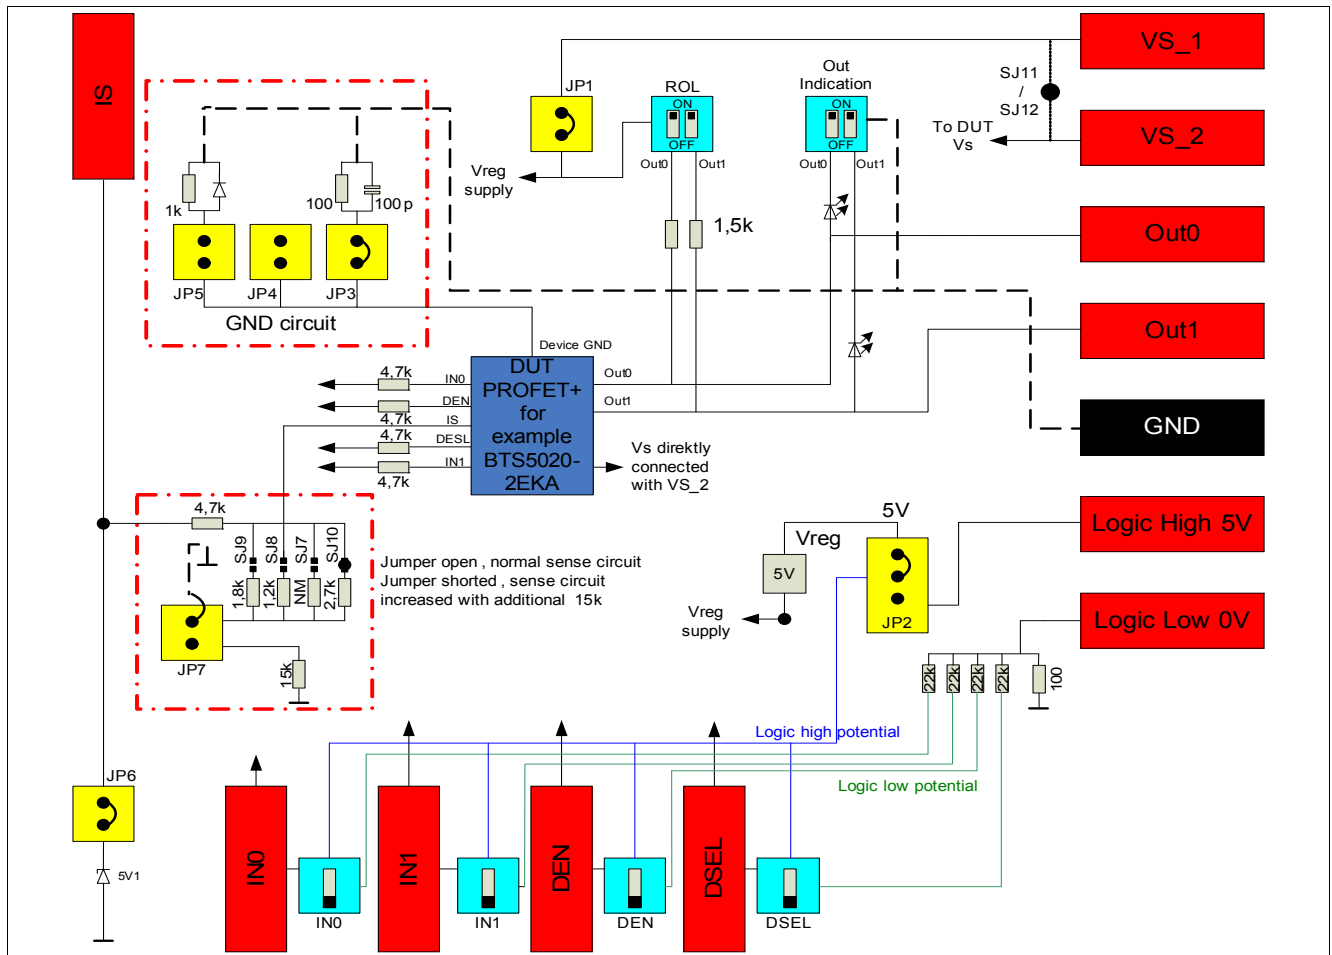 IS
VS_1
VS_2
Out0
Out1
GND
Logic High 5V
Logic Low 0V
SJ11
/
SJ12
To DUT
Vs
JP1
Vreg
supply
ROL
ON
OFF
Out0
Out1
Out
Indication
ON
OFF
Out0
Out1
1,5k
1k
100
100p
JP5
JP4
JP3
GND circuit
Device GND
DUT
PROFET+
for
example
BTS5020-
2EKA
IN0
DEN
IS
DESL
IN1
4,7k
4,7k
4,7k
4,7k
Out0
Out1
Vs direktly
connected
with VS_2
4,7k
SJ9
SJ8
SJ7
SJ10
1,8k
1,2k
NM
2,7k
JP7
15k
Jumper open , normal sense circuit
Jumper shorted , sense circuit
increased with additional 15k
5V
Vreg
5V
Vreg
supply
JP2
22k
22k
22k
22k
100
Logic high potential
Logic low potential
JP6
5V1
IN0
IN0
IN1
IN1
DEN
DEN
DSEL
DSEL